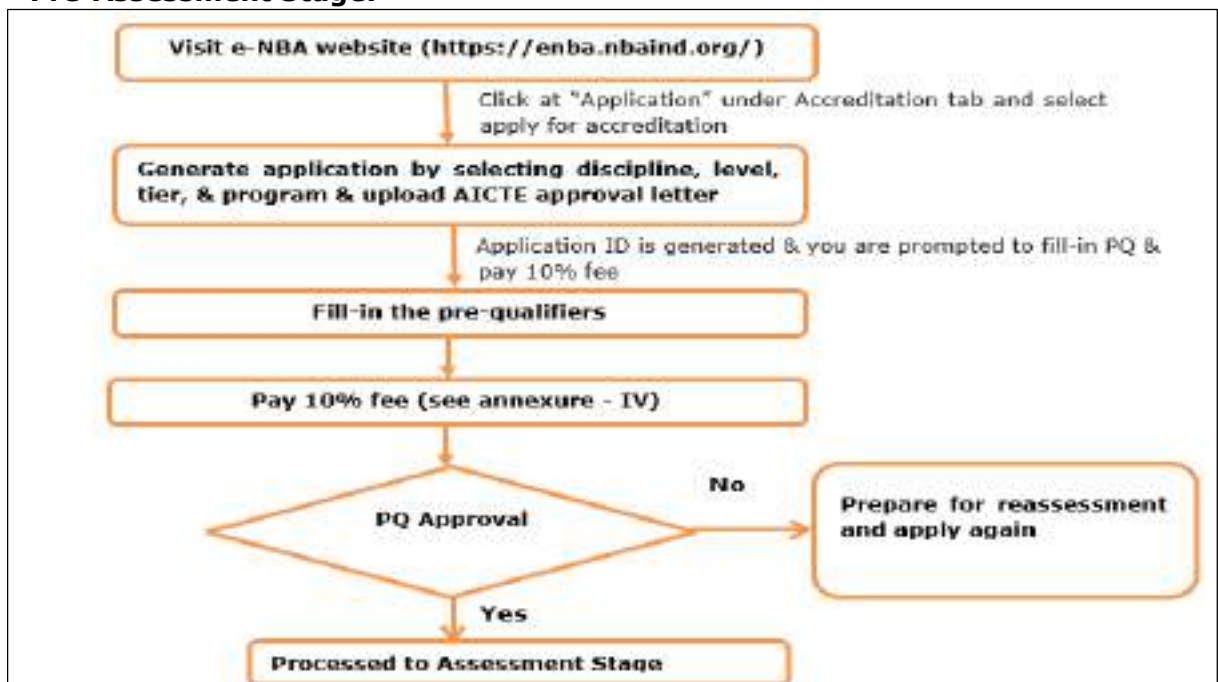 Pre-Assessment Stage:
Visit e-NBA website (https://enba.nbaind.org/)
Click at "Application" under Accreditation tab and select
apply for accreditation
Generate application by selecting discipline, level,
tier, & program & upload AICTE approval letter
Application ID is generated & you are prompted to fill-in PQ &
pay 10% fee
Fill-in the pre-qualifiers
Pay 10% fee (see annexure - IV)
PQ Approval
No
Prepare for reassessment
and apply again
Yes
Processed to Assessment Stage